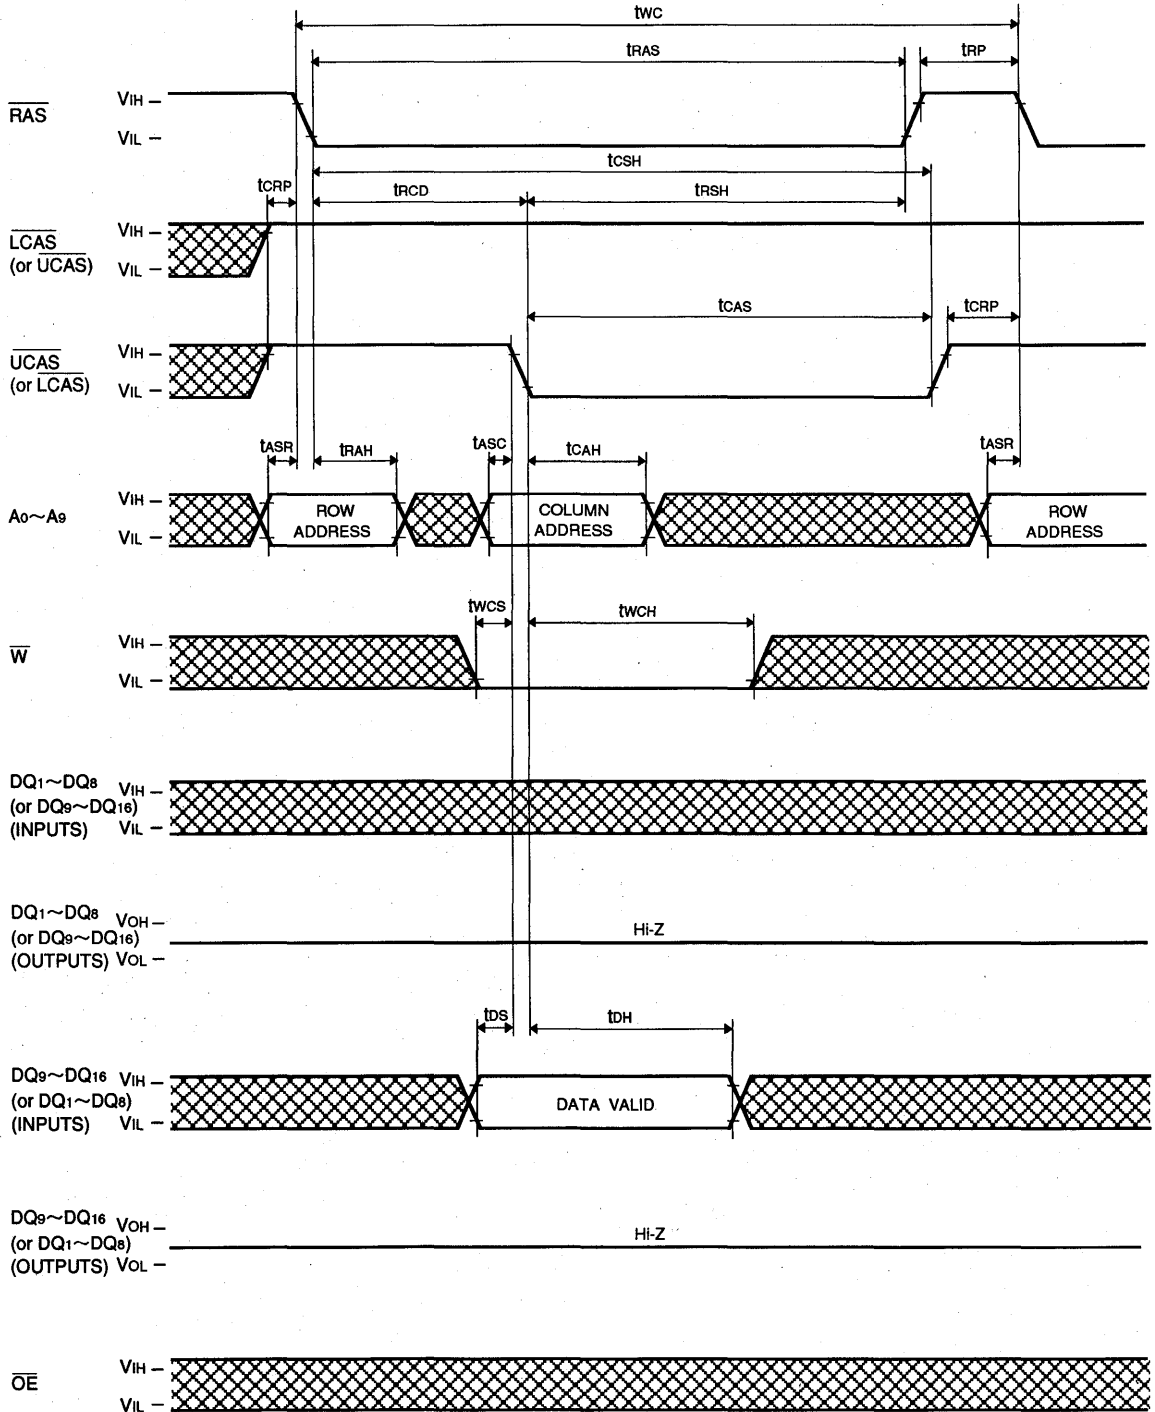 tWC
tRAS tRP
RAS VIH
VIL
tCSH
tCRP tRCD tRSH
LCAS VIH
(or UCAS) VIL
tCAS tCRP
UCAS VIH
(or LCAS) VIL
tASR tRAH tASC tCAH tASR
A0~A9 VIH ROW ADDRESS COLUMN ADDRESS ROW ADDRESS
VIL
tWCS tWCH
W VIH
VIL
DQ1~DQ8 VIH
(or DQ9~DQ16)
(INPUTS) VIL
DQ1~DQ8 VOH
(or DQ9~DQ16) Hi-Z
(OUTPUTS) VOL
tDS tDH
DQ9~DQ16 VIH
(or DQ1~DQ8) DATA VALID
(INPUTS) VIL
DQ9~DQ16 VOH
(or DQ1~DQ8) Hi-Z
(OUTPUTS) VOL
OE VIH
VIL